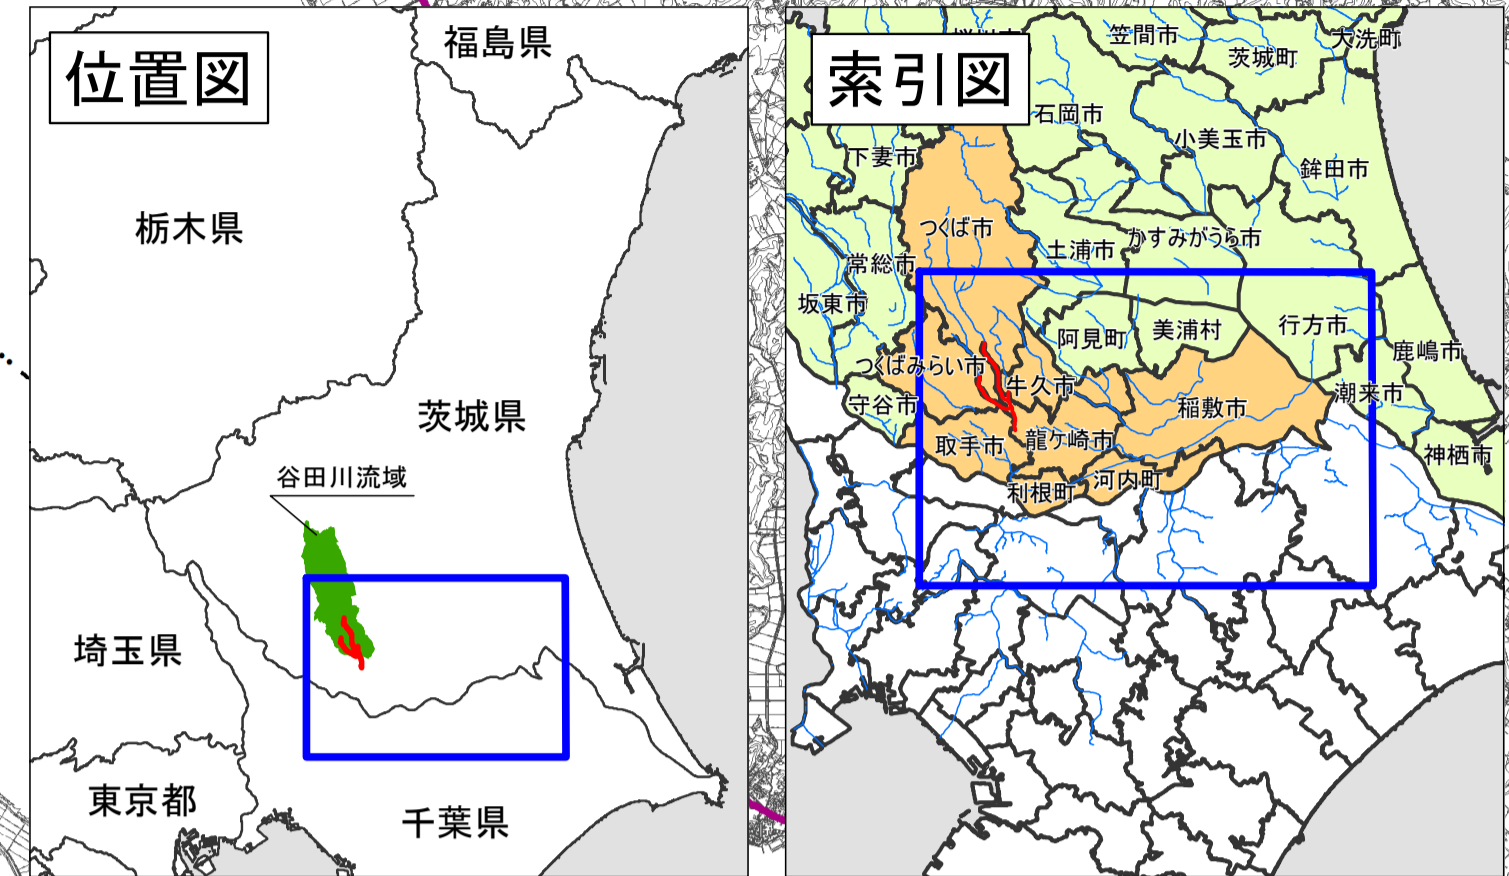 位置図
福島県
栃木県
茨城県
谷田川流域
埼玉県
東京都
千葉県
索引図
笠間市
大洗町
茨城町
石岡市
小美玉市
下妻市
鉾田市
つくば市
かすみがうら市
土浦市
常総市
坂東市
行方市
美浦村
阿見町
鹿嶋市
つくばみらい市
牛久市
潮来市
守谷市
稲敷市
取手市
龍ケ崎市
神栖市
河内町
利根町